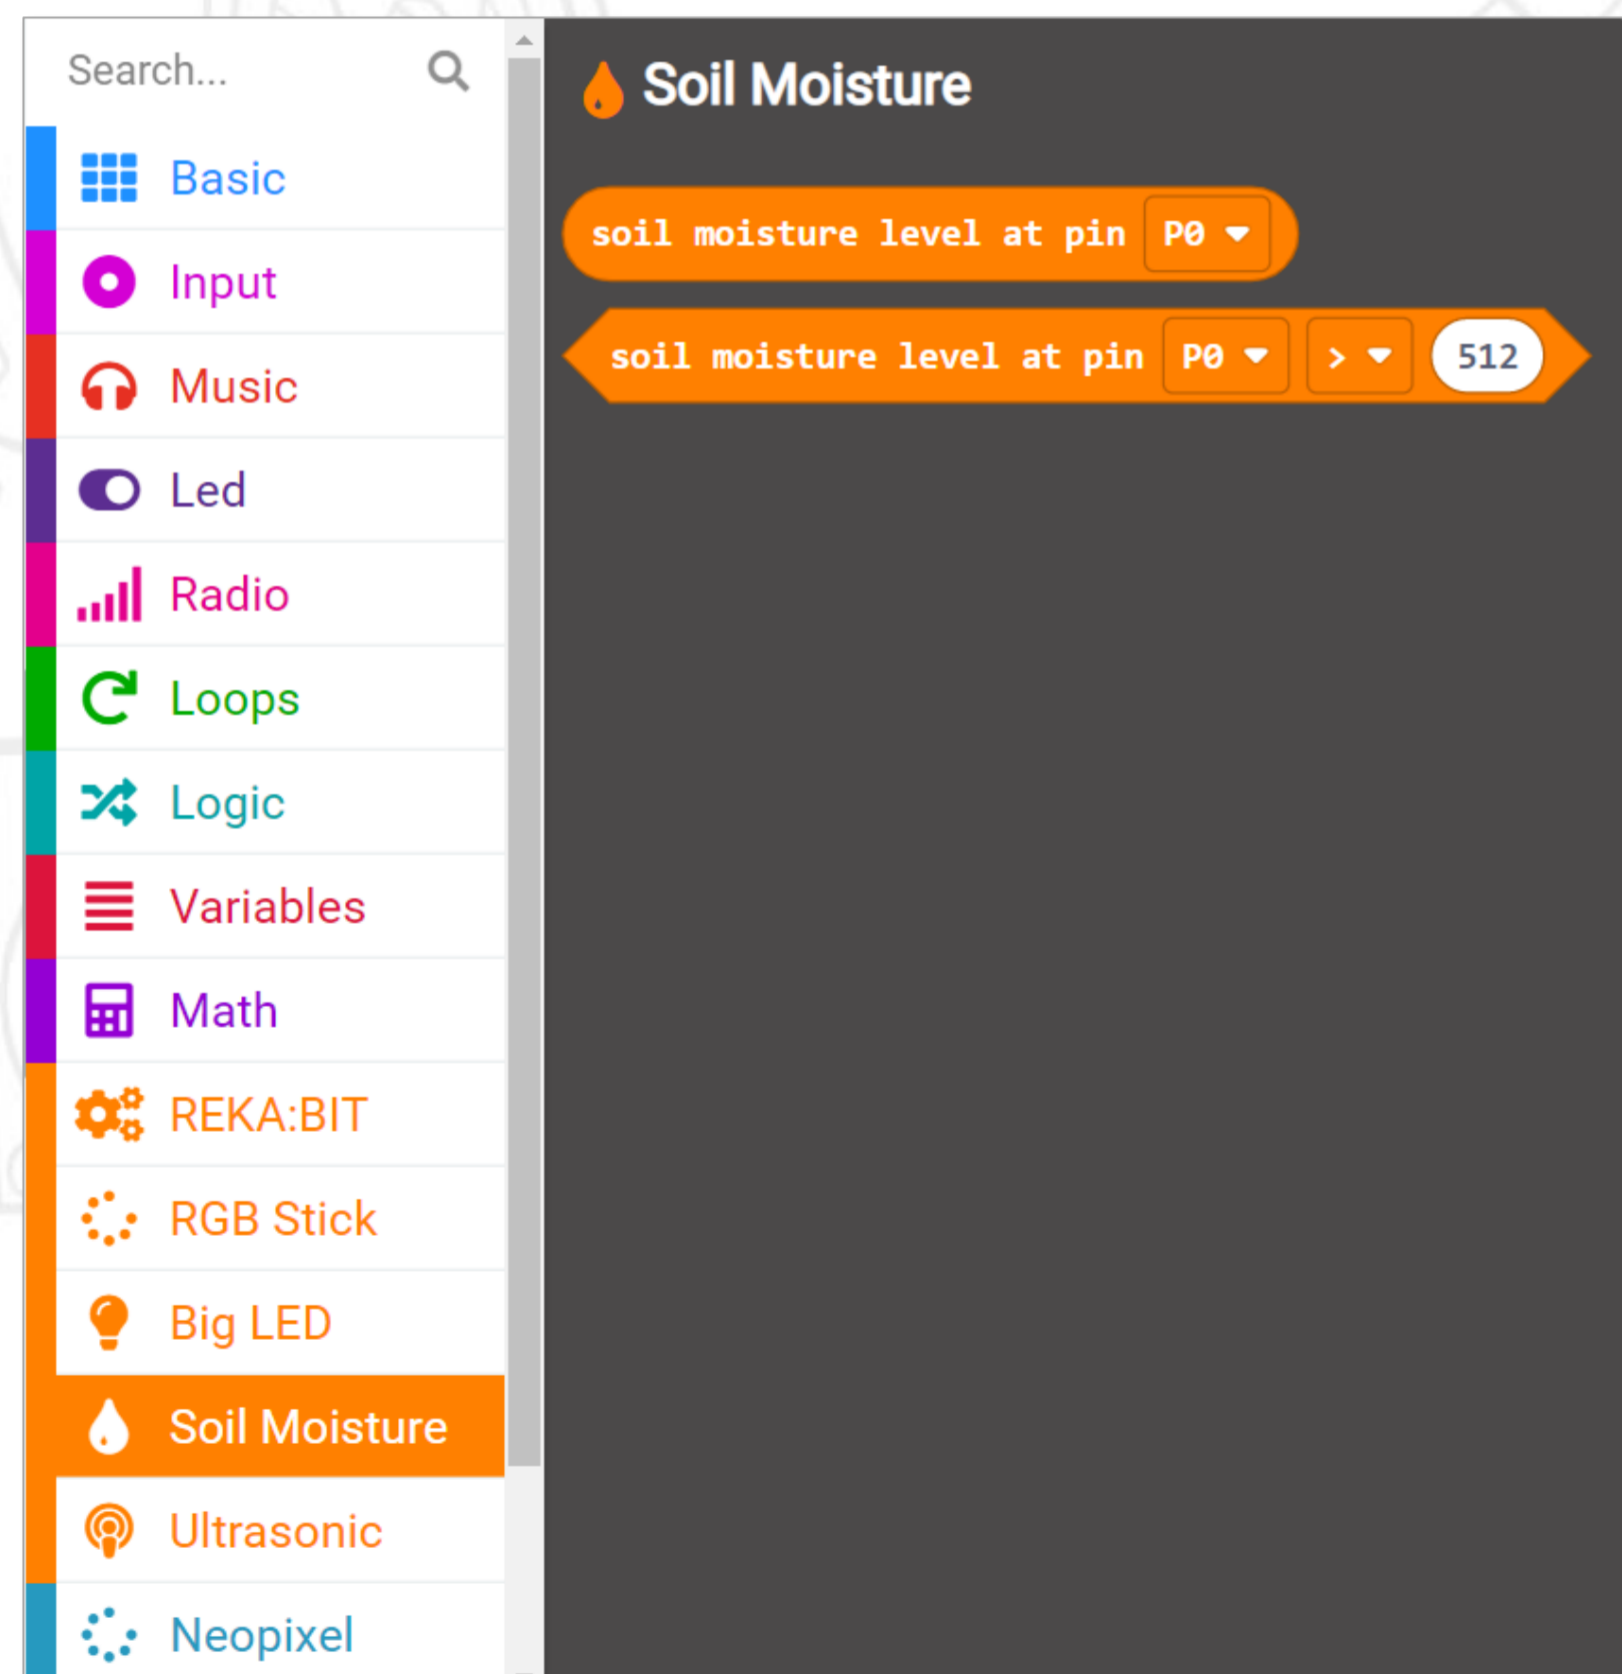 Search...
Basic
Input
Music
Led
Radio
Loops
Logic
Variables
Math
REKA:BIT
RGB Stick
Big LED
Soil Moisture
Ultrasonic
Neopixel
Soil Moisture
soil moisture level at pin P0
soil moisture level at pin P0 > 512